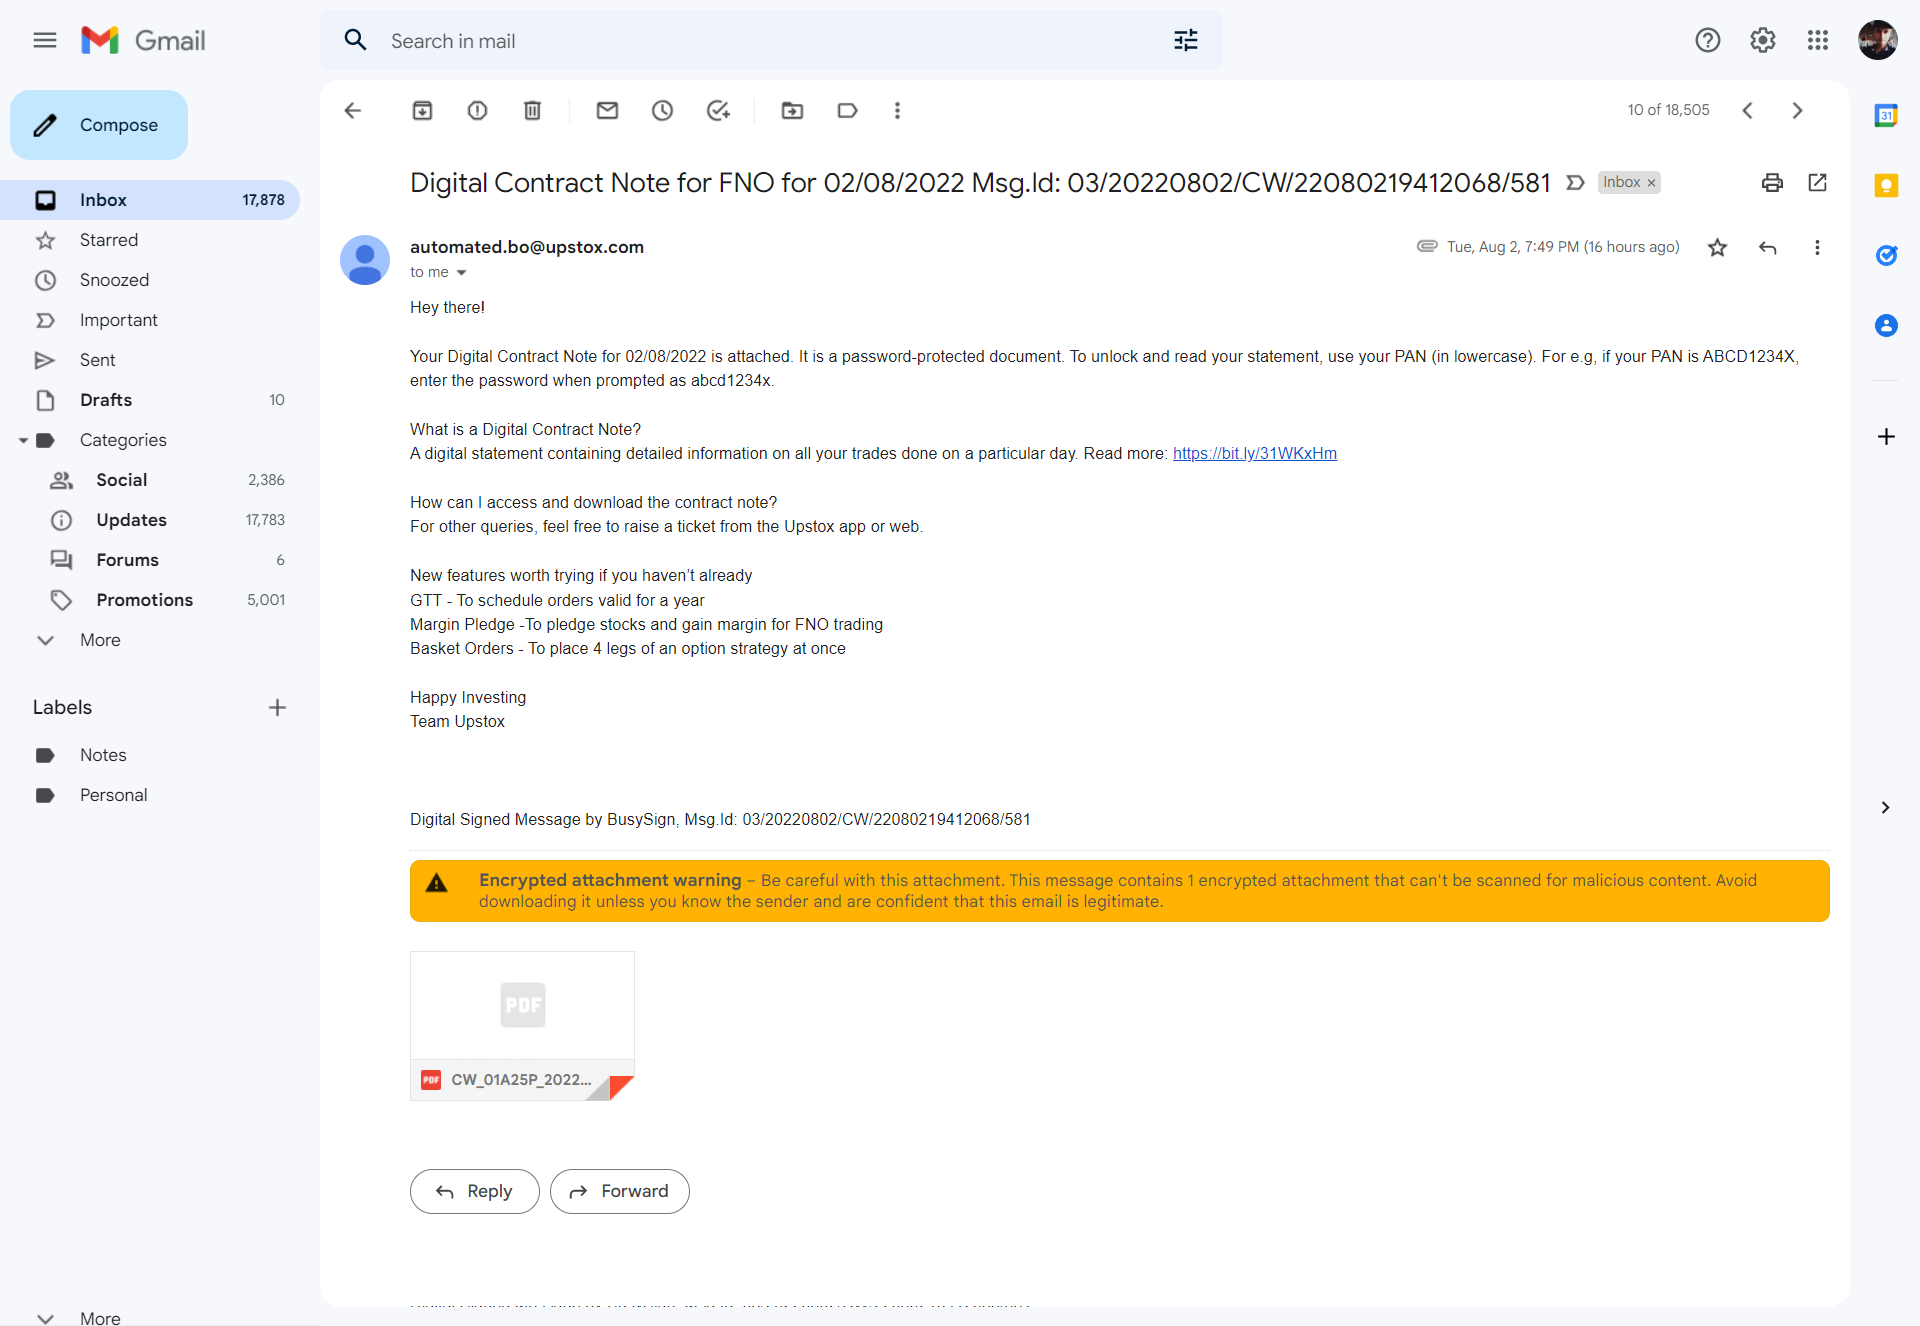 Gmail
Search in mail
Compose
10 of 18,505
31
Inbox 17,878
Starred
Snoozed
Important
Sent
Drafts 10
Categories
Social 2,386
Updates 17,783
Forums 6
Promotions 5,001
More
Labels
Notes
Personal
More
Digital Contract Note for FNO for 02/08/2022 Msg.Id: 03/20220802/CW/22080219412068/581 Inbox ×
automated.bo@upstox.com Tue, Aug 2, 7:49 PM (16 hours ago)
to me
Hey there!
Your Digital Contract Note for 02/08/2022 is attached. It is a password-protected document. To unlock and read your statement, use your PAN (in lowercase). For e.g, if your PAN is ABCD1234X,
enter the password when prompted as abcd1234x.
What is a Digital Contract Note?
A digital statement containing detailed information on all your trades done on a particular day. Read more: https://bit.ly/31WKxHm
How can I access and download the contract note?
For other queries, feel free to raise a ticket from the Upstox app or web.
New features worth trying if you haven’t already
GTT - To schedule orders valid for a year
Margin Pledge -To pledge stocks and gain margin for FNO trading
Basket Orders - To place 4 legs of an option strategy at once
Happy Investing
Team Upstox
Digital Signed Message by BusySign, Msg.Id: 03/20220802/CW/22080219412068/581
Encrypted attachment warning – Be careful with this attachment. This message contains 1 encrypted attachment that can't be scanned for malicious content. Avoid
downloading it unless you know the sender and are confident that this email is legitimate.
PDF
PDF CW_01A25P_2022...
Reply Forward